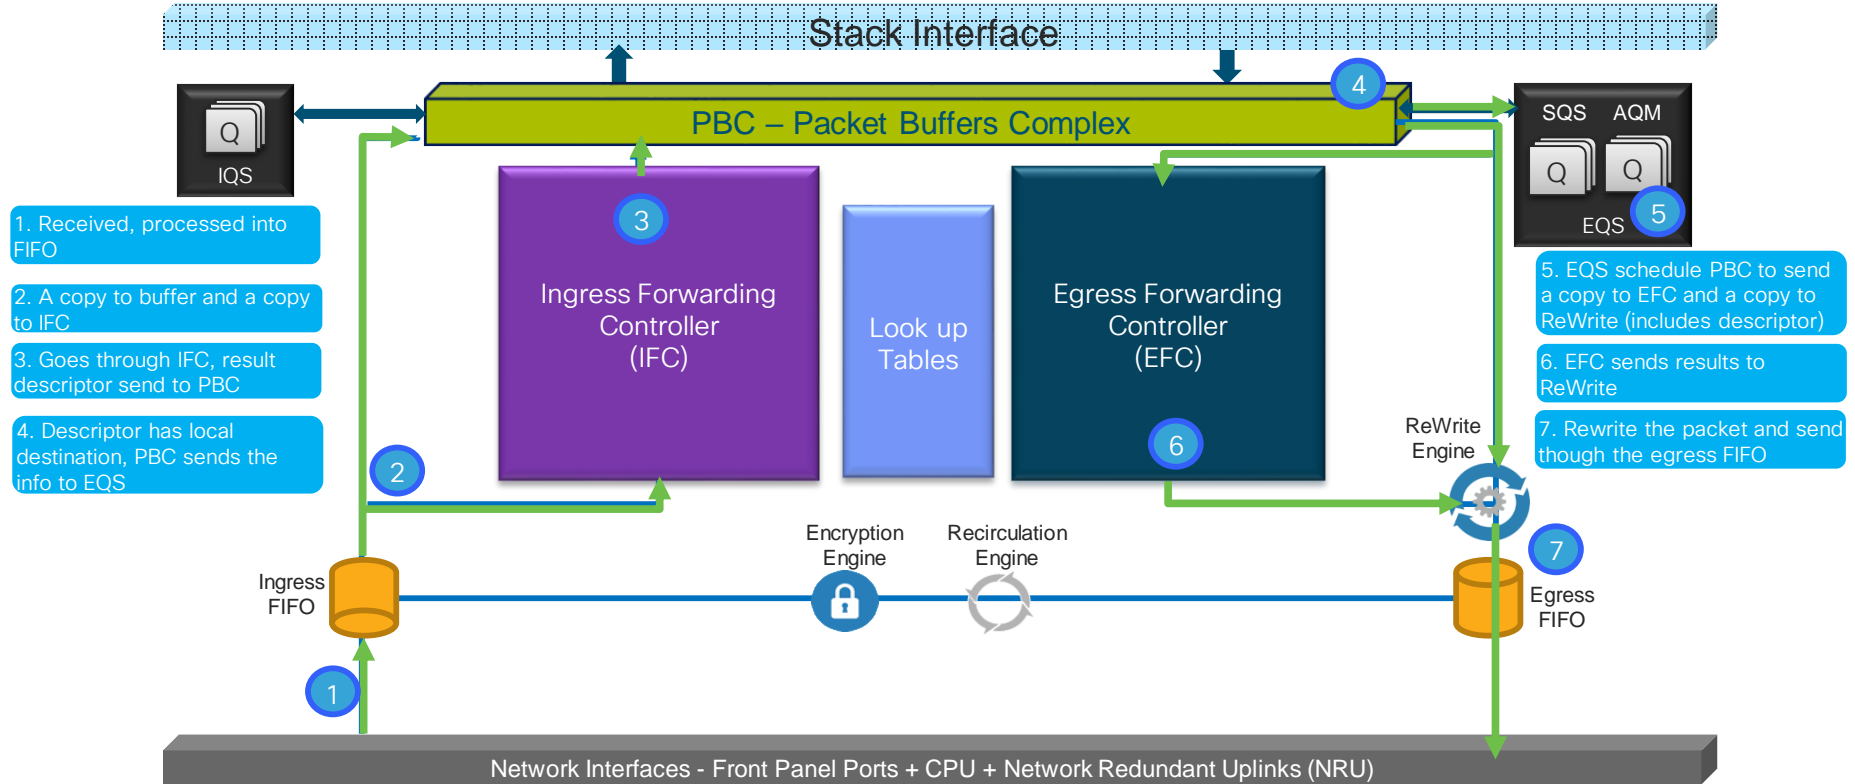 Stack Interface
4
PBC – Packet Buffers Complex
Q
IQS
SQS AQM
Q Q
EQS
5
3
1. Received, processed into
FIFO
2. A copy to buffer and a copy
to IFC
3. Goes through IFC, result
descriptor send to PBC
4. Descriptor has local
destination, PBC sends the
info to EQS
Ingress Forwarding
Controller
(IFC)
Look up
Tables
Egress Forwarding
Controller
(EFC)
5. EQS schedule PBC to send
a copy to EFC and a copy to
ReWrite (includes descriptor)
6. EFC sends results to
ReWrite
7. Rewrite the packet and send
though the egress FIFO
2
6
ReWrite
Engine
Encryption
Engine
Recirculation
Engine
7
Ingress
FIFO
Egress
FIFO
1
Network Interfaces - Front Panel Ports + CPU + Network Redundant Uplinks (NRU)